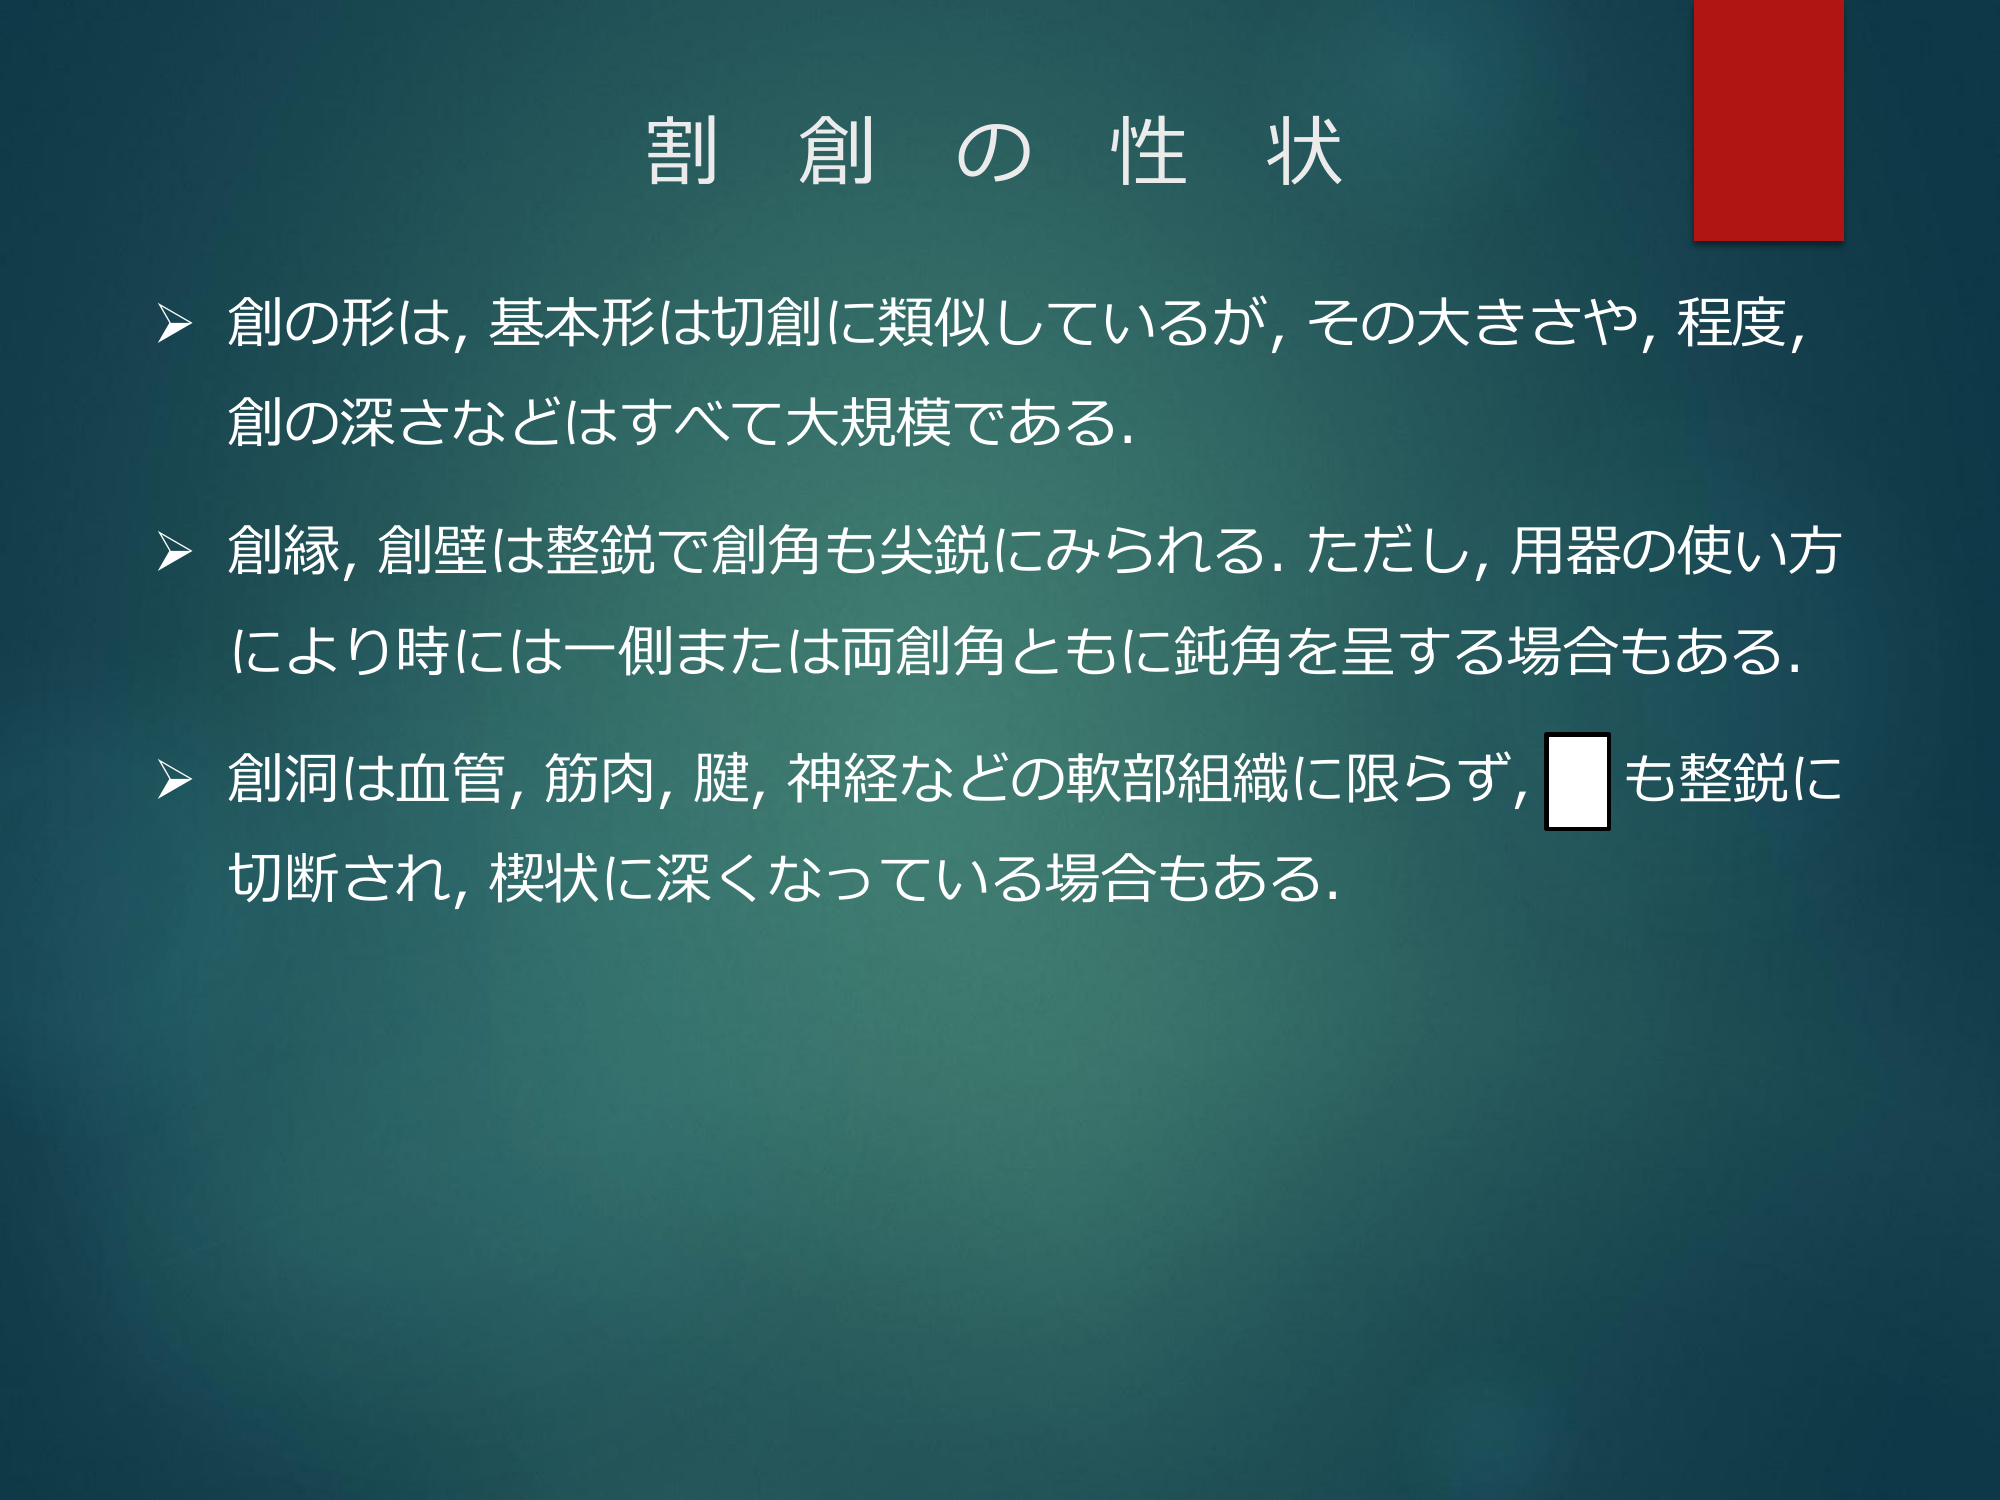 割創の性状
創の形は, 基本形は切創に類似しているが, その大きさや, 程度,
創の深さなどはすべて大規模である.
創縁, 創壁は整鋭で創角も尖鋭にみられる. ただし, 用器の使い方
により時には一側または両創角ともに鈍角を呈する場合もある.
創洞は血管, 筋肉, 腱, 神経などの軟部組織に限らず, も整鋭に
切断され, 楔状に深くなっている場合もある.